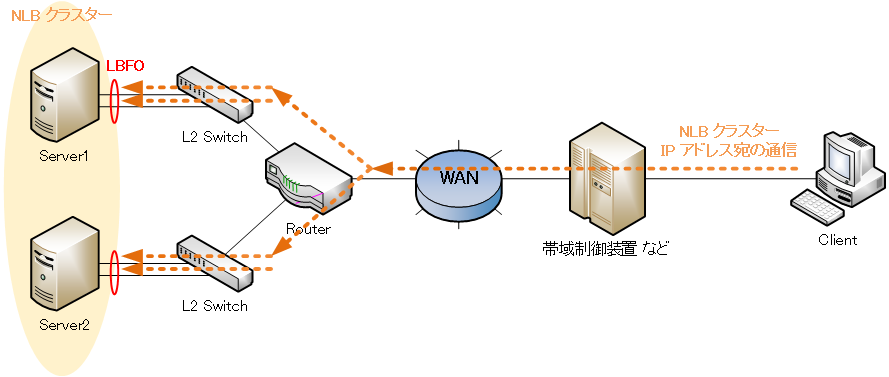 NLB クラスター
LBFO
Server1
L2 Switch
Router
WAN
NLB クラスター
IP アドレス宛の通信
帯域制御装置 など
Client
L2 Switch
Server2